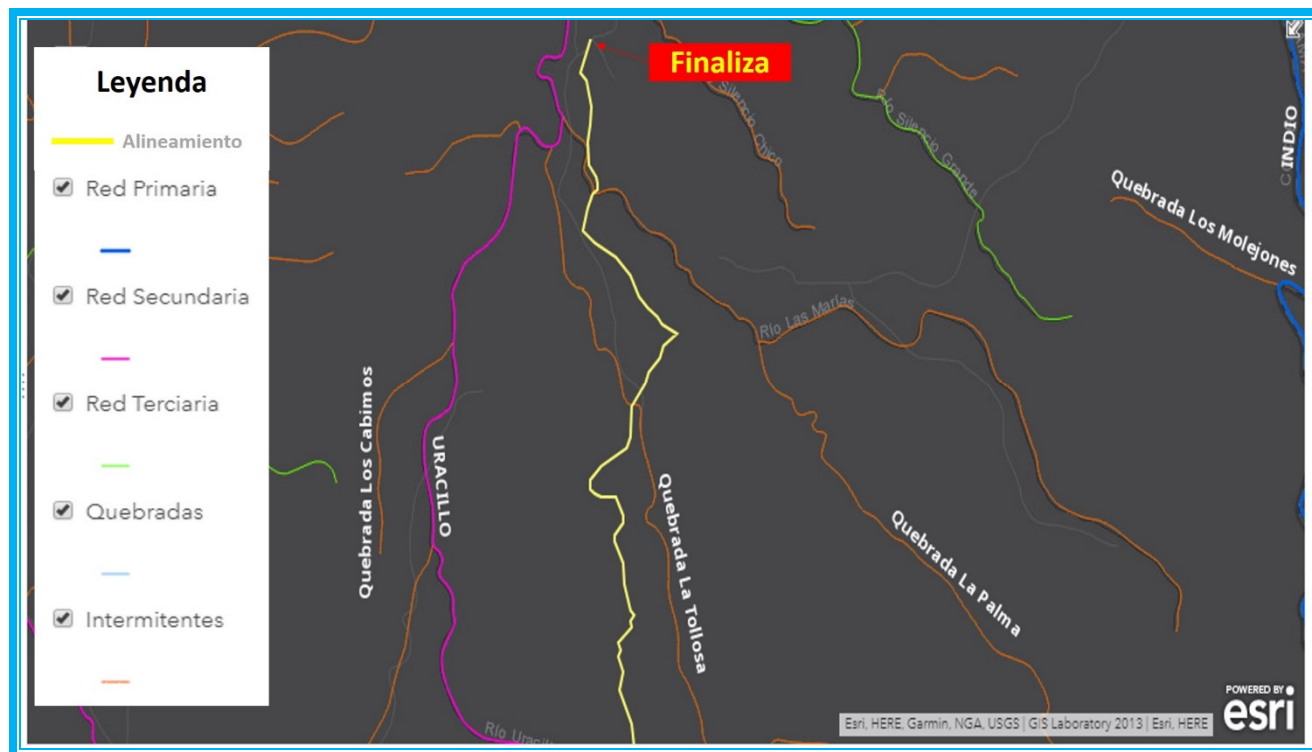 Leyenda
Alineamiento
Red Primaria
Red Secundaria
Red Terciaria
Quebradas
Intermitentes
Finaliza
Silencio Chico
Río Silencio Grande
INDIO
Quebrada Los Molejones
Río Las Marías
Quebrada Los Cabimos
URACILLO
Quebrada La Tollosa
Quebrada La Palma
Río Uracillo
Esri, HERE, Garmin, NGA, USGS | GIS Laboratory 2013 | Esri, HERE
POWERED BY
esri